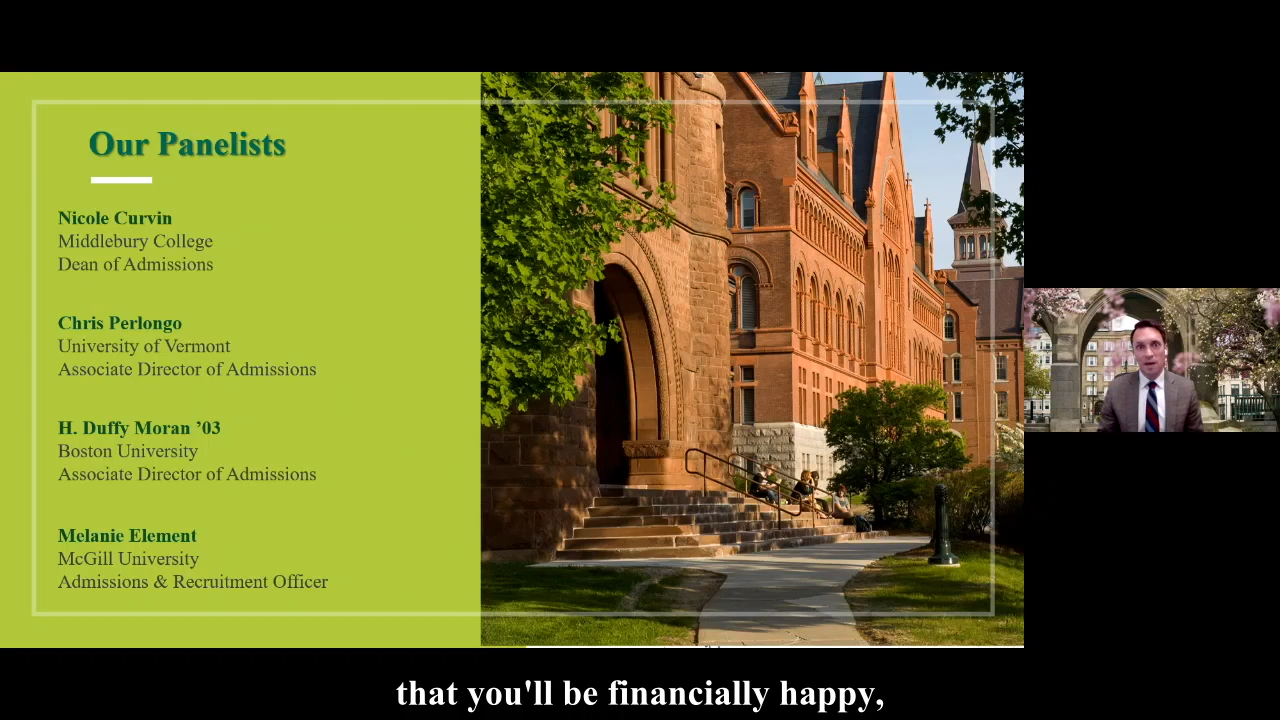 Our Panelists
Nicole Curvin
Middlebury College
Dean of Admissions
Chris Perlongo
University of Vermont
Associate Director of Admissions
H. Duffy Moran ’03
Boston University
Associate Director of Admissions
Melanie Element
McGill University
Admissions & Recruitment Officer
that you'll be financially happy,